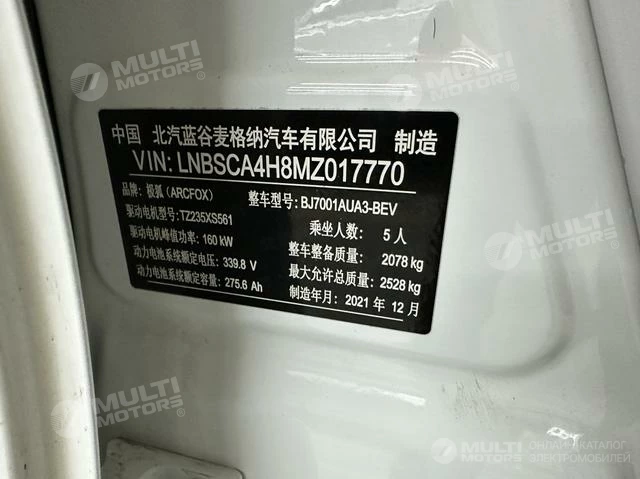 中国 北汽蓝谷麦格纳汽车有限公司 制造
VIN: LNBSCA4H8MZ017770
品牌: 极狐 (ARCFOX) 整车型号: BJ7001AUA3-BEV
驱动电机型号: TZ235XS561 乘坐人数: 5 人
驱动电机峰值功率: 160 kW 整车整备质量: 2078 kg
动力电池系统额定电压: 339.8 V 最大允许总质量: 2528 kg
动力电池系统额定容量: 275.6 Ah 制造年月: 2021 年 12 月
MULTI MOTORS
MULTI MOTORS
MULTI MOTORS
MULTI MOTORS
MULTI MOTORS
ОНЛАЙН-КАТАЛОГ
ЭЛЕКТРОМОБИЛЕЙ